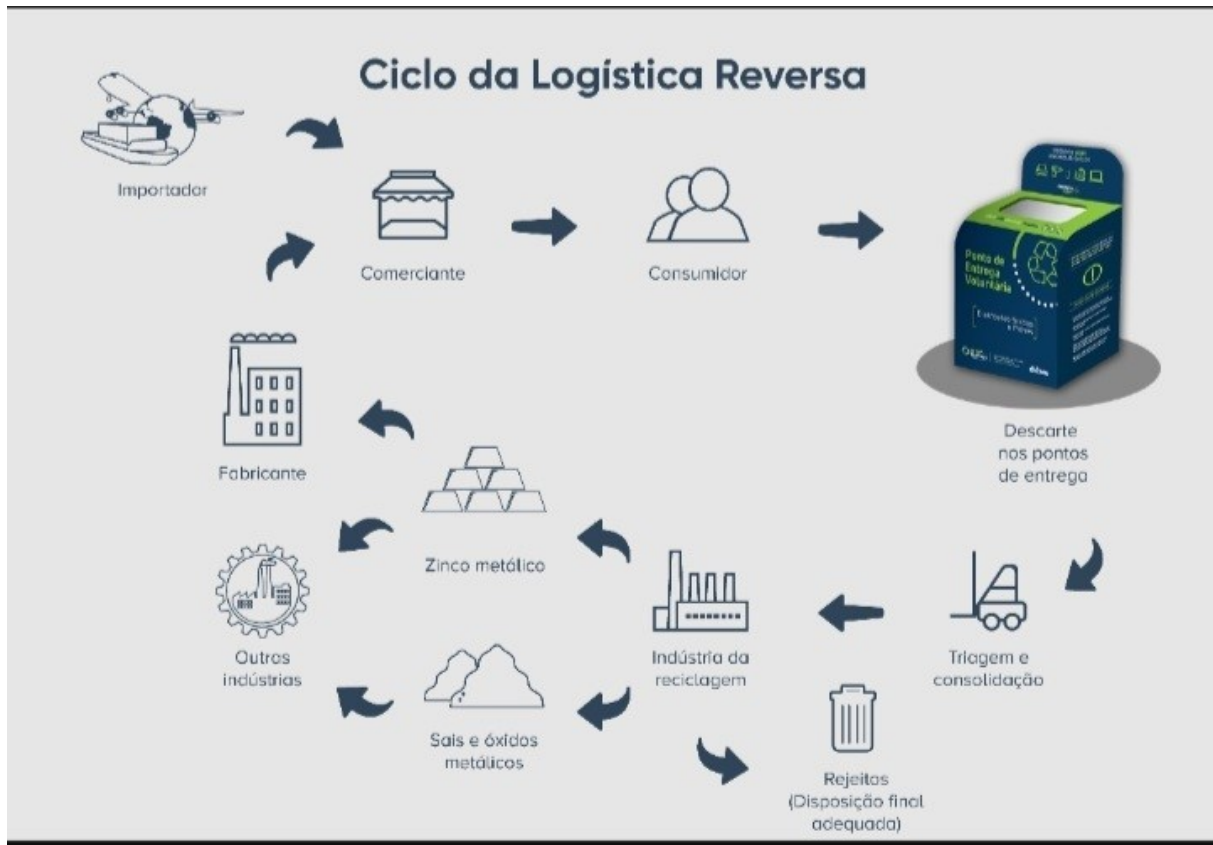 Ciclo da Logística Reversa
Importador
Comerciante
Consumidor
Ponto de
Entrega
Voluntária
Descarte
nos pontos
de entrega
Fabricante
Zinco metálico
Outras
indústrias
Indústria da
reciclagem
Triagem e
consolidação
Sais e óxidos
metálicos
Rejeitos
(Disposição final
adequada)